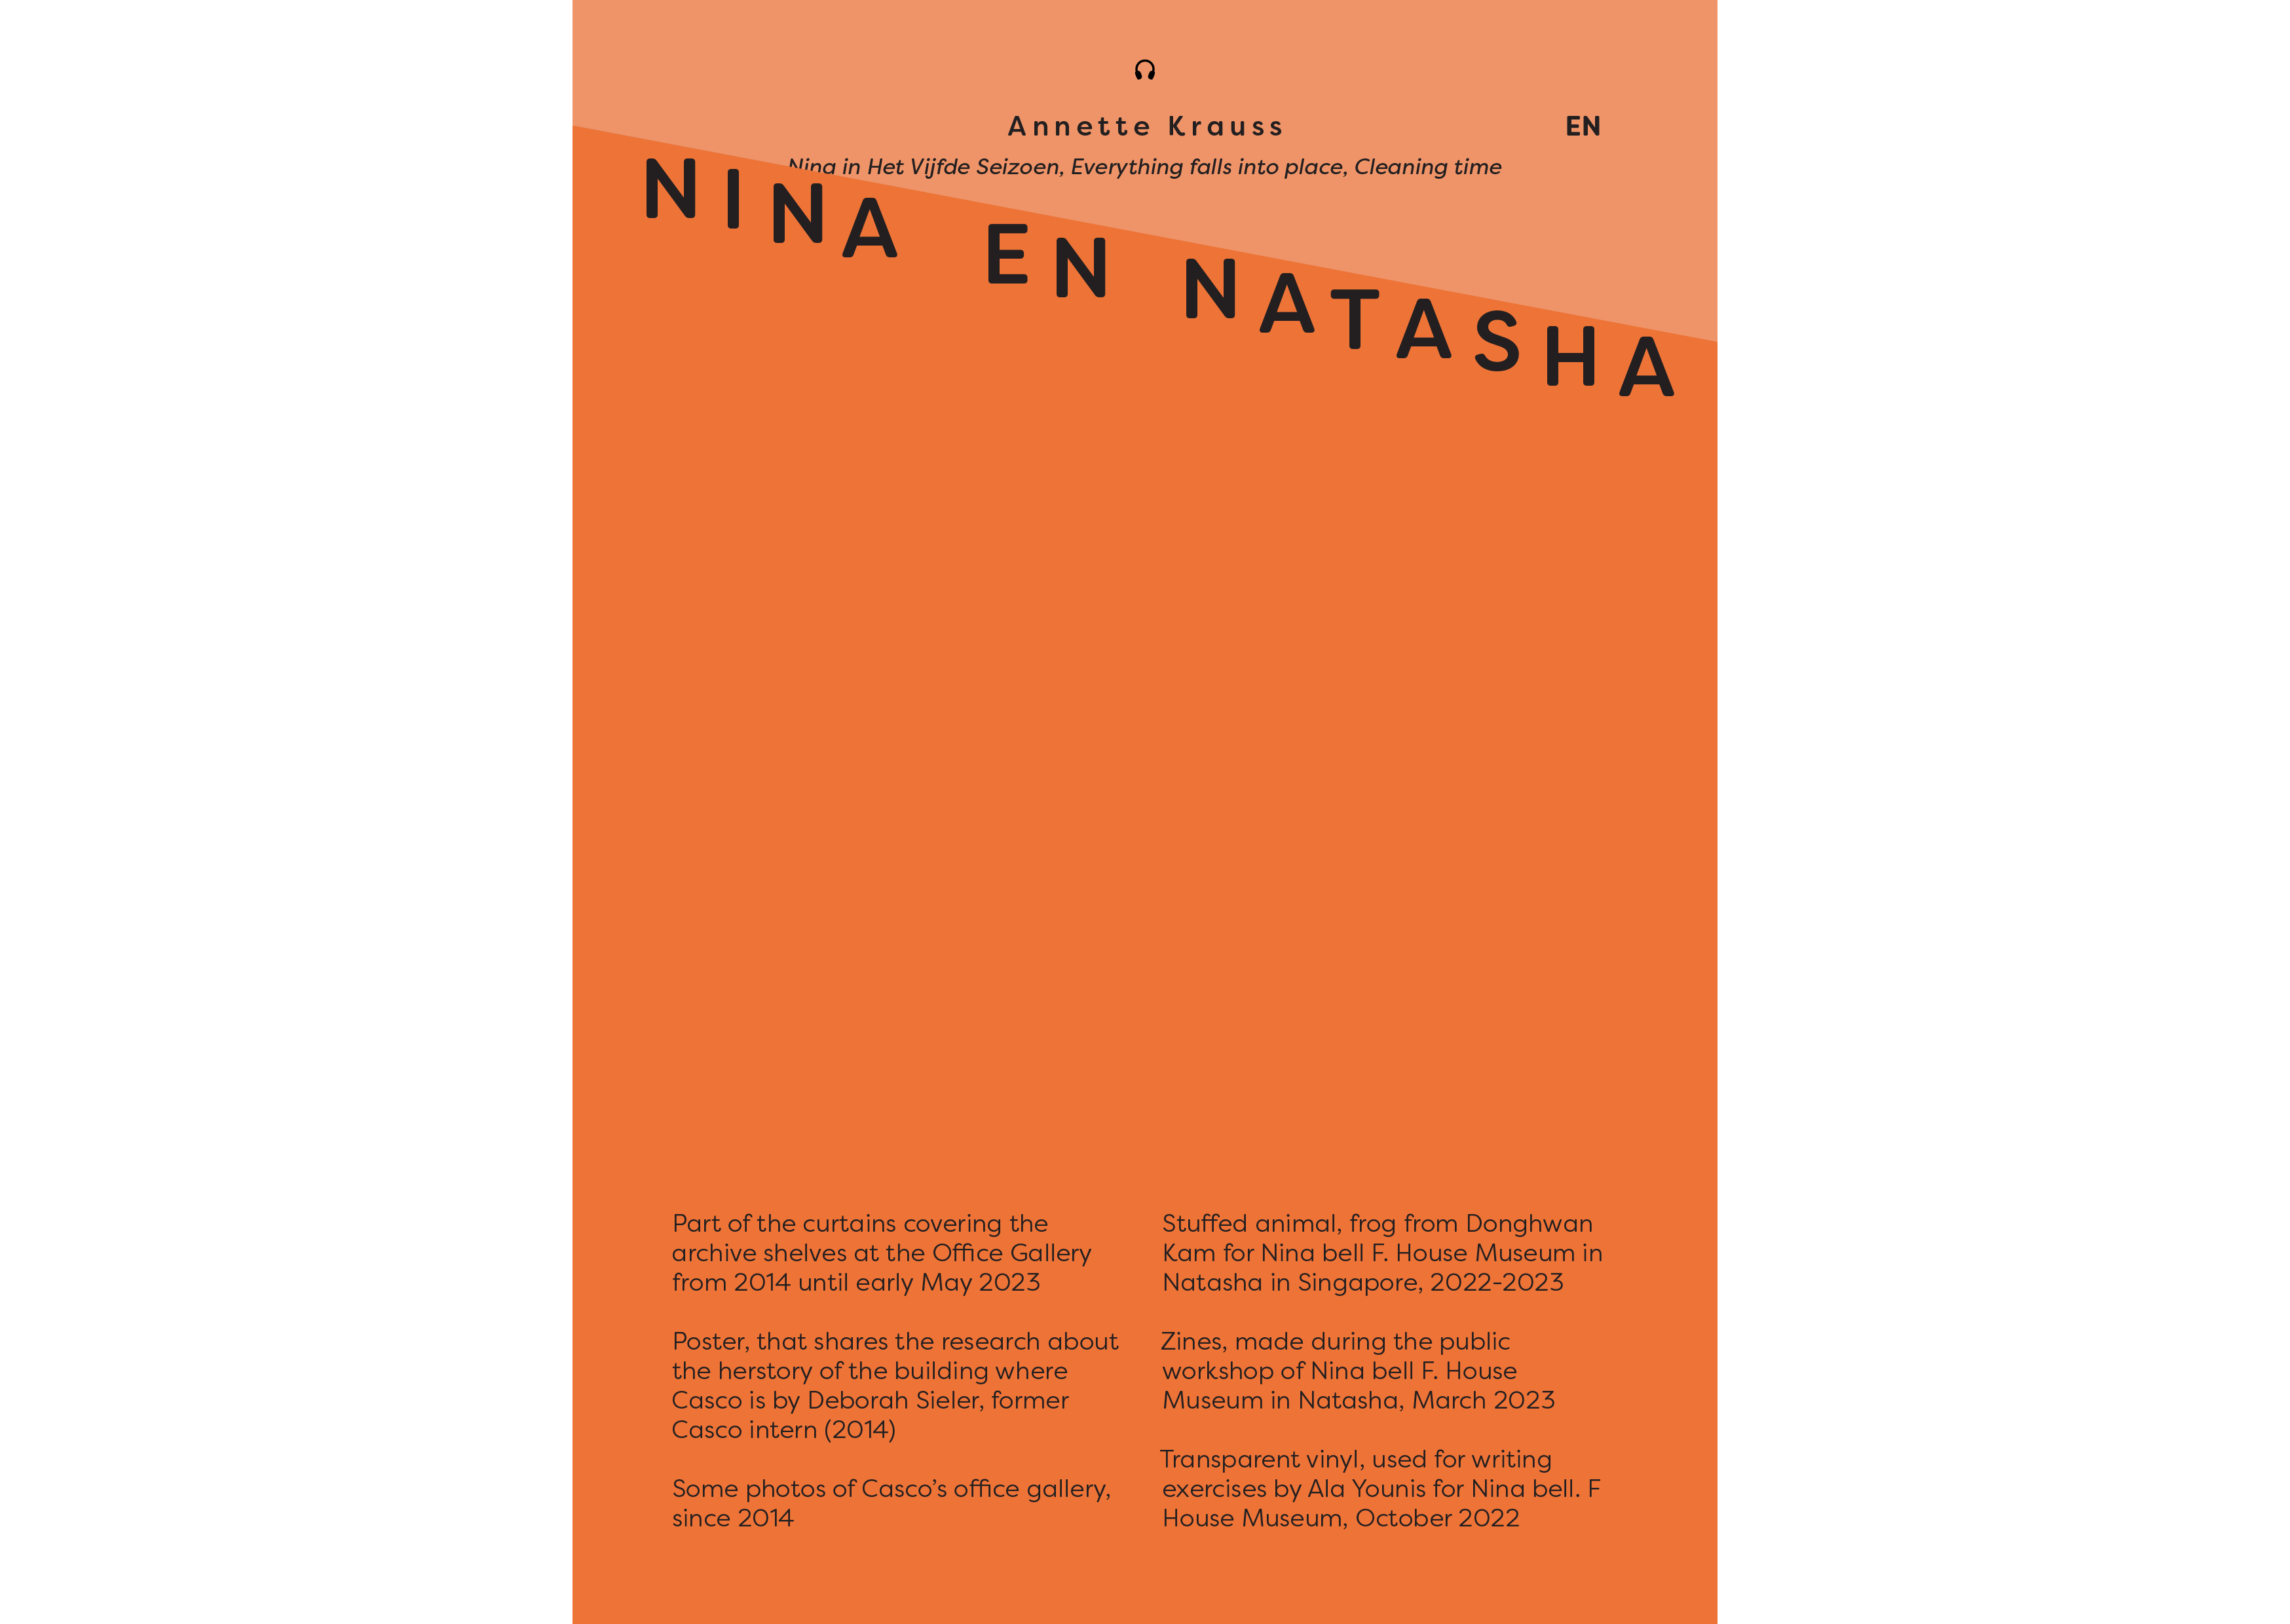 Annette Krauss
EN
Nina in Het Vijfde Seizoen, Everything falls into place, Cleaning time
NINA EN NATASHA
Part of the curtains covering the
archive shelves at the Office Gallery
from 2014 until early May 2023
Poster, that shares the research about
the herstory of the building where
Casco is by Deborah Sieler, former
Casco intern (2014)
Some photos of Casco’s office gallery,
since 2014
Stuffed animal, frog from Donghwan
Kam for Nina bell F. House Museum in
Natasha in Singapore, 2022-2023
Zines, made during the public
workshop of Nina bell F. House
Museum in Natasha, March 2023
Transparent vinyl, used for writing
exercises by Ala Younis for Nina bell. F
House Museum, October 2022